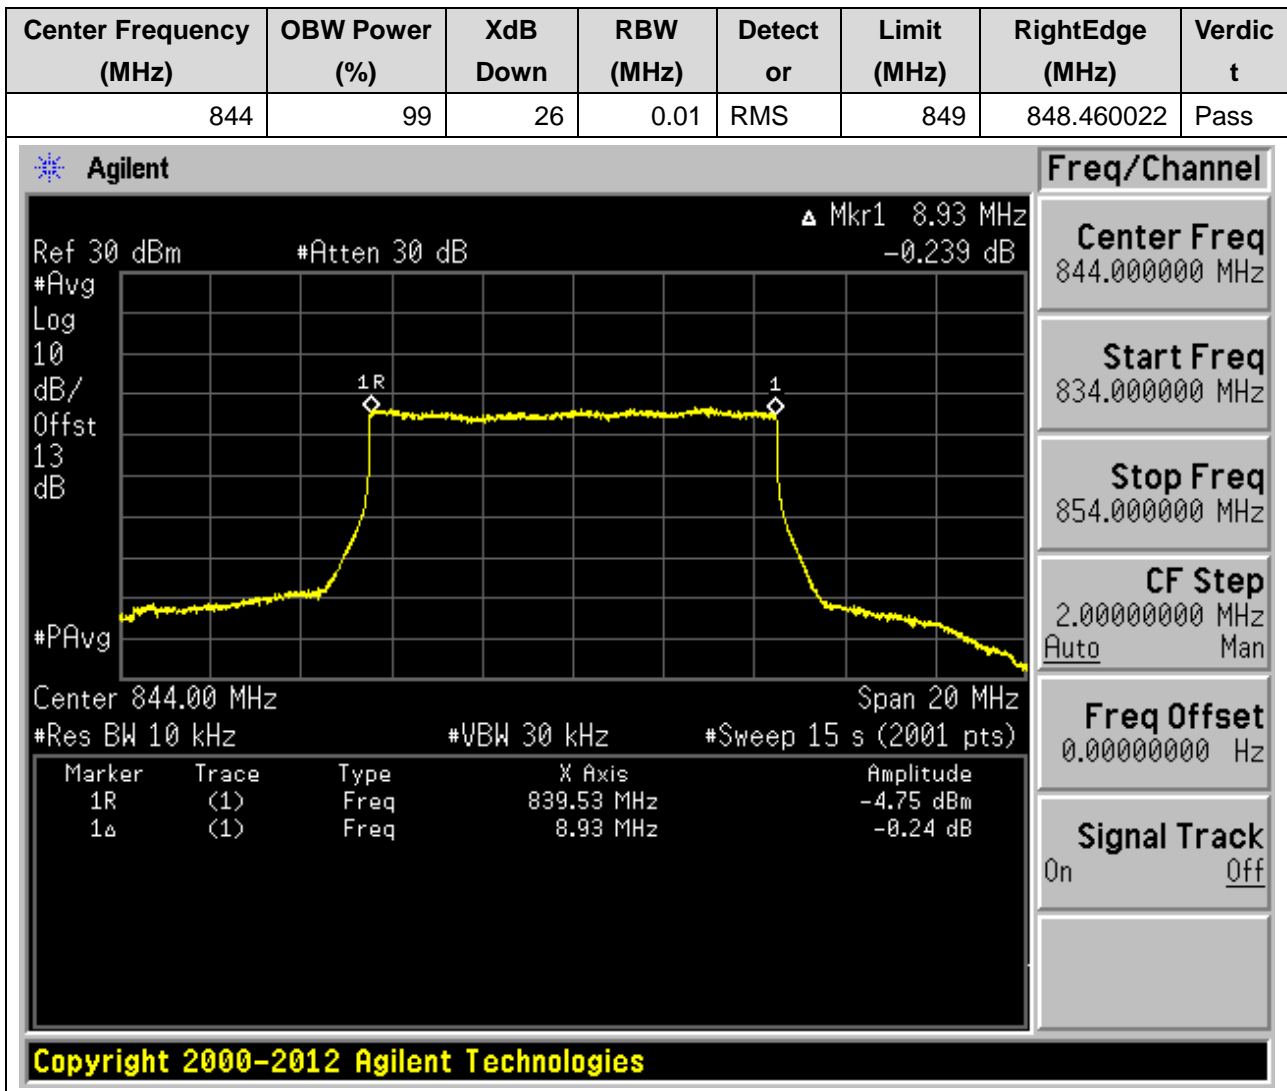 Center Frequency (MHz) OBW Power (%) XdB Down RBW (MHz) Detect or Limit (MHz) RightEdge (MHz) Verdic t
844 99 26 0.01 RMS 849 848.460022 Pass
Agilent
Freq/Channel
Δ Mkr1 8.93 MHz
Ref 30 dBm #Atten 30 dB -0.239 dB
#Avg
Log
10
dB/
Offst
13
dB
1R
1
#PAvg
Center 844.00 MHz Span 20 MHz
#Res BW 10 kHz #VBW 30 kHz #Sweep 15 s (2001 pts)
Marker Trace Type X Axis Amplitude
1R (1) Freq 839.53 MHz -4.75 dBm
1Δ (1) Freq 8.93 MHz -0.24 dB
Center Freq
844.000000 MHz
Start Freq
834.000000 MHz
Stop Freq
854.000000 MHz
CF Step
2.00000000 MHz
Auto Man
Freq Offset
0.00000000 Hz
Signal Track
On Off
Copyright 2000-2012 Agilent Technologies